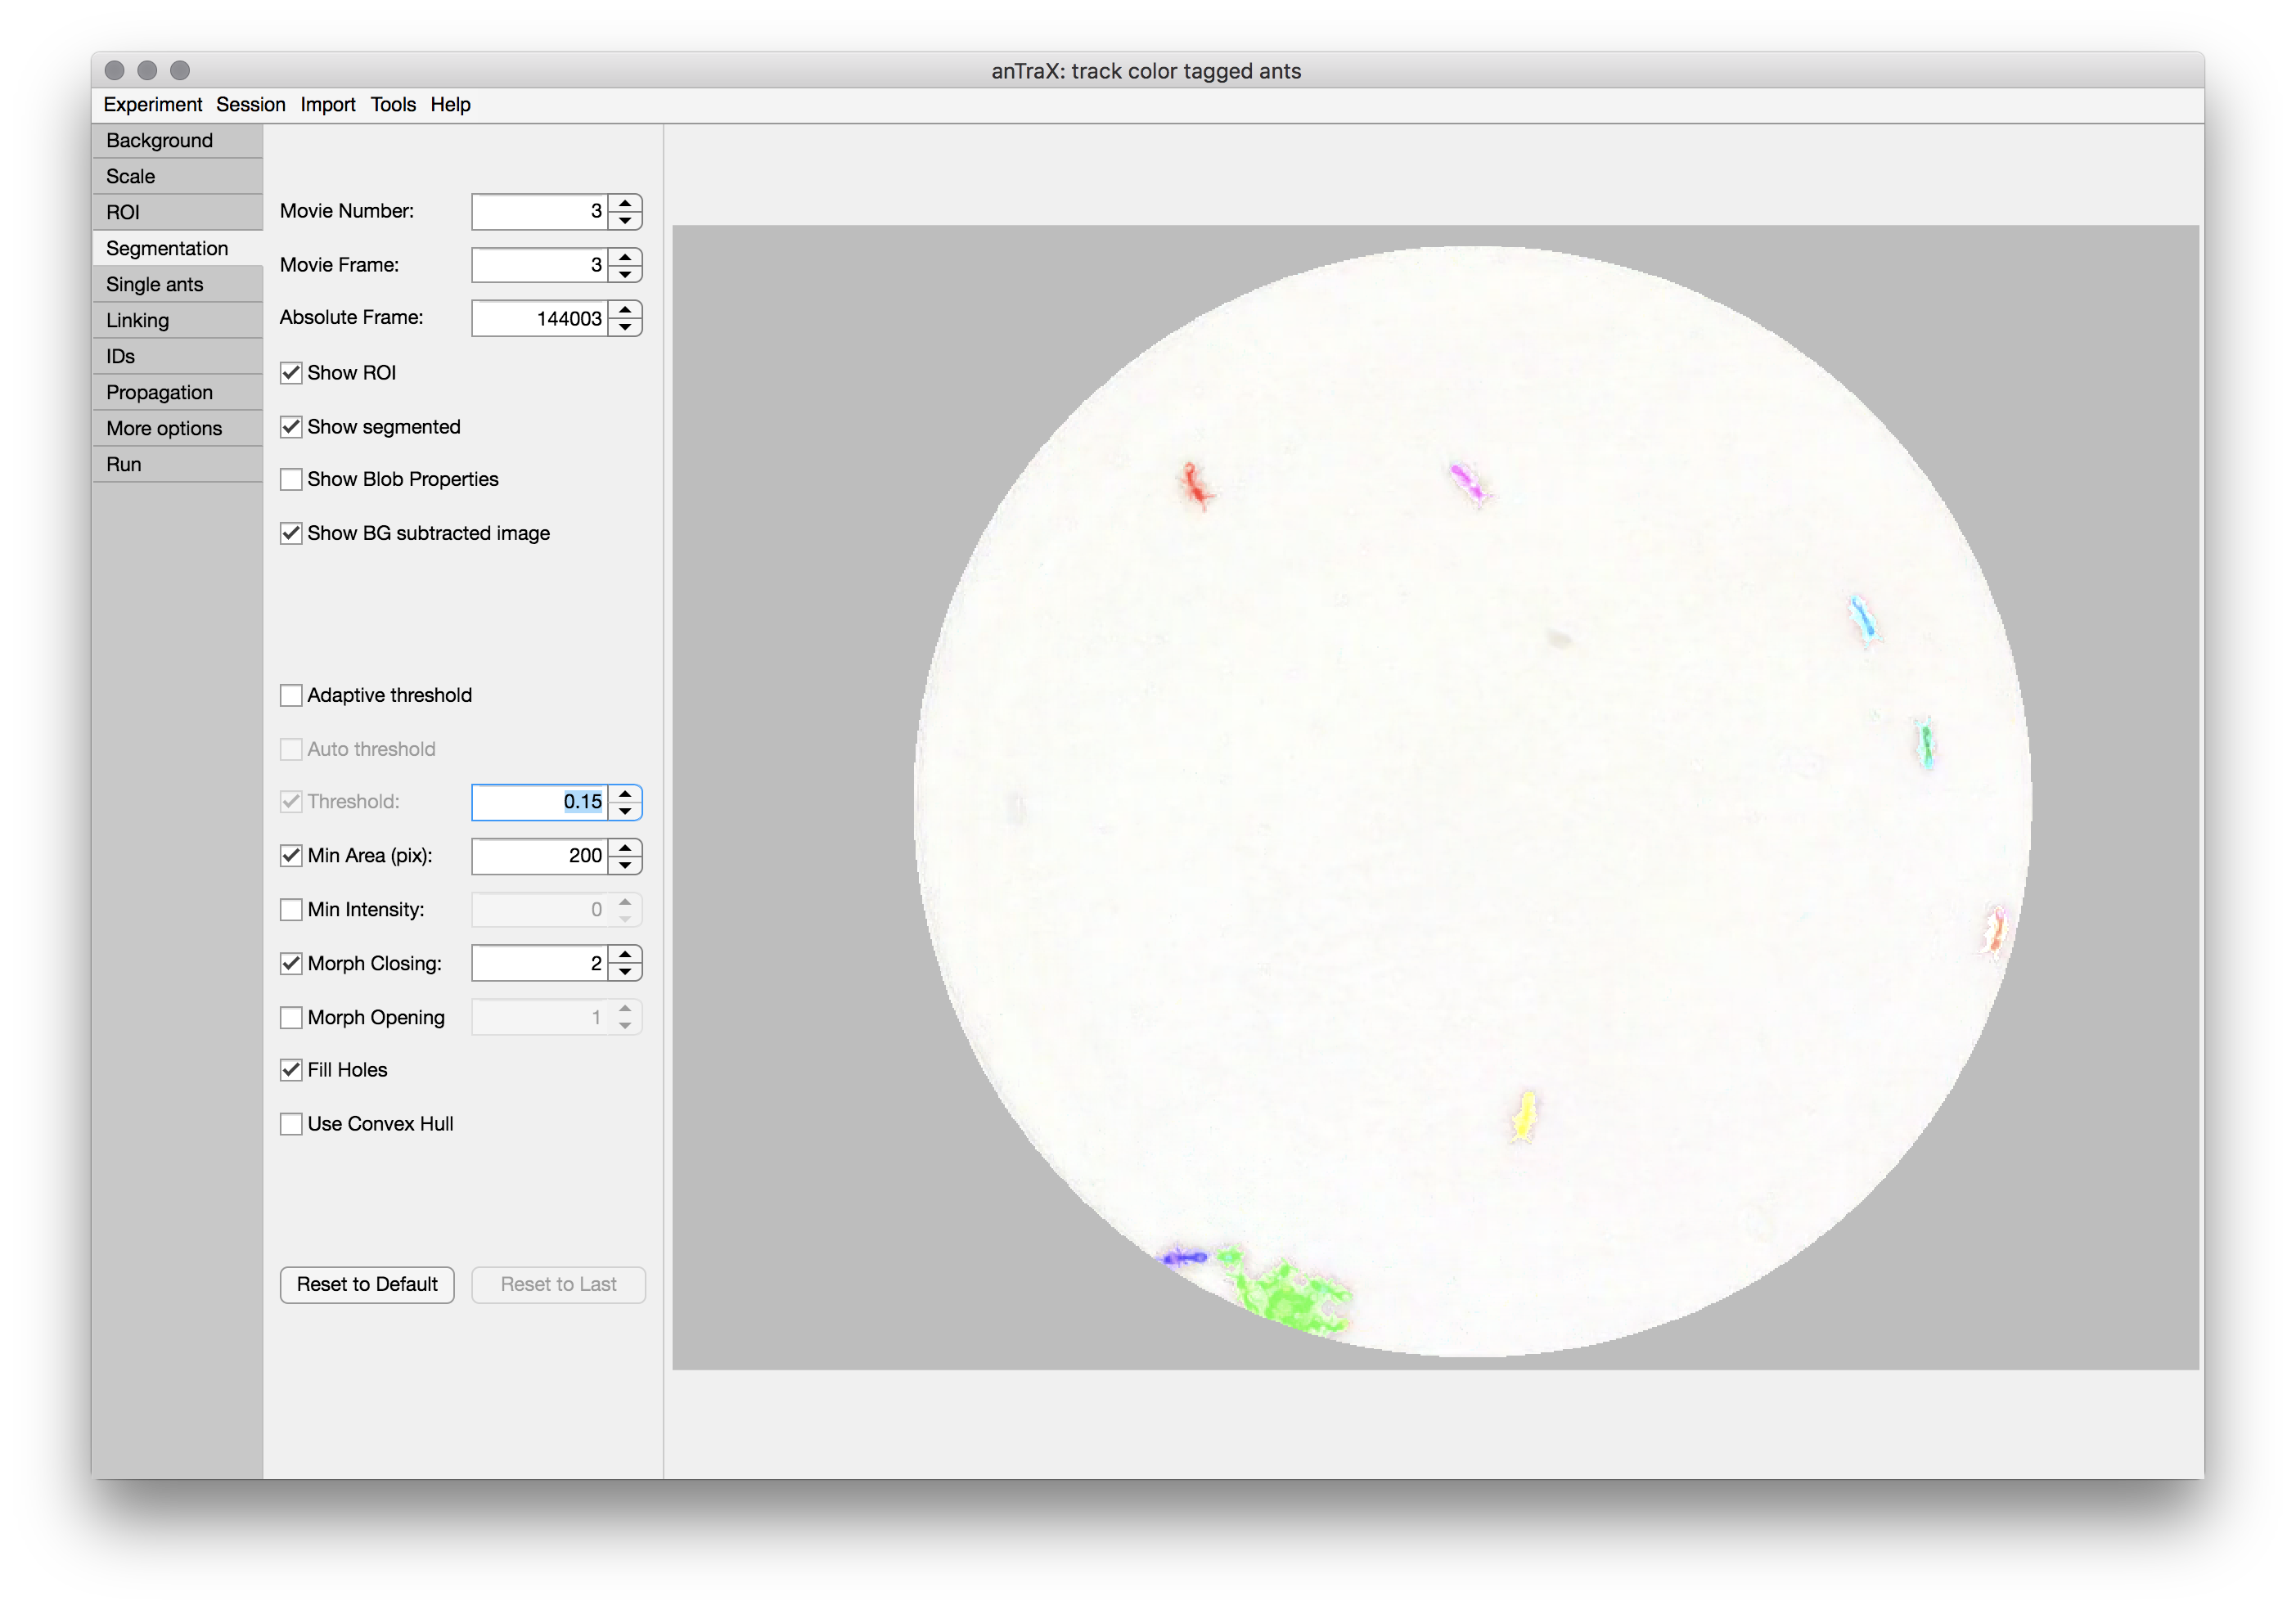 anTraX: track color tagged ants
Experiment Session Import Tools Help
Background
Scale
ROI
Segmentation
Single ants
Linking
IDs
Propagation
More options
Run
Movie Number: 3
Movie Frame: 3
Absolute Frame: 144003
Show ROI
Show segmented
Show Blob Properties
Show BG subtracted image
Adaptive threshold
Auto threshold
Threshold: 0.15
Min Area (pix): 200
Min Intensity: 0
Morph Closing: 2
Morph Opening 1
Fill Holes
Use Convex Hull
Reset to Default Reset to Last